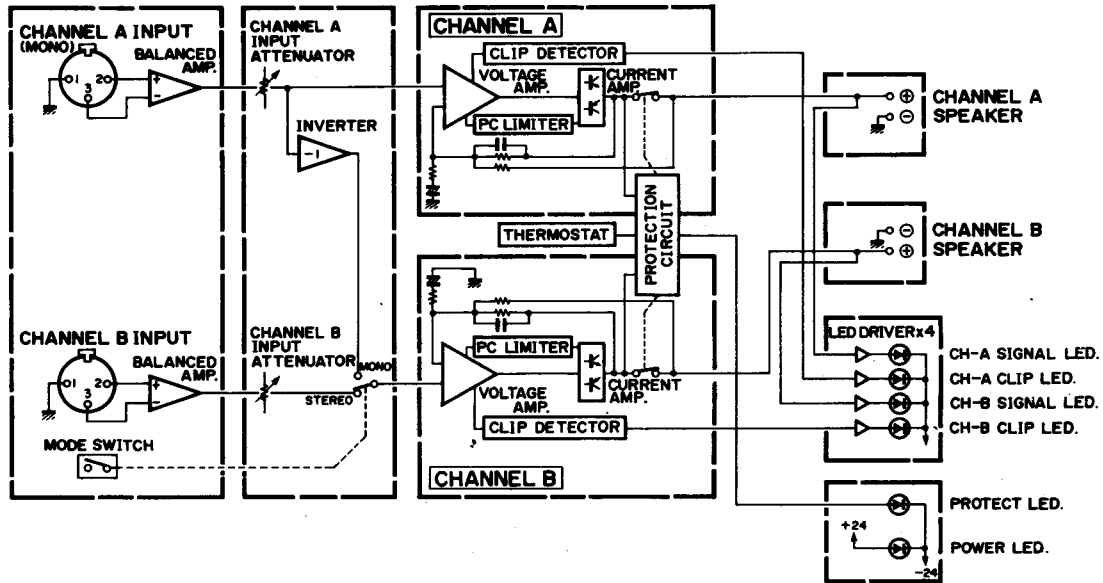 CHANNEL A INPUT
(MONO)
1
2
3
BALANCED
AMP.
+
−
CHANNEL A
INPUT
ATTENUATOR
INVERTER
−1
CHANNEL A
CLIP DETECTOR
VOLTAGE
AMP.
CURRENT
AMP.
PC LIMITER
CHANNEL A
SPEAKER
+
−
THERMOSTAT
PROTECTION
CIRCUIT
CHANNEL B
SPEAKER
−
+
CHANNEL B INPUT
1
2
3
BALANCED
AMP.
+
−
MODE SWITCH
CHANNEL B
INPUT
ATTENUATOR
MONO
STEREO
PC LIMITER
VOLTAGE
AMP.
CURRENT
AMP.
CLIP DETECTOR
CHANNEL B
LED DRIVER x 4
CH-A SIGNAL LED.
CH-A CLIP LED.
CH-B SIGNAL LED.
CH-B CLIP LED.
PROTECT LED.
+24
POWER LED.
−24